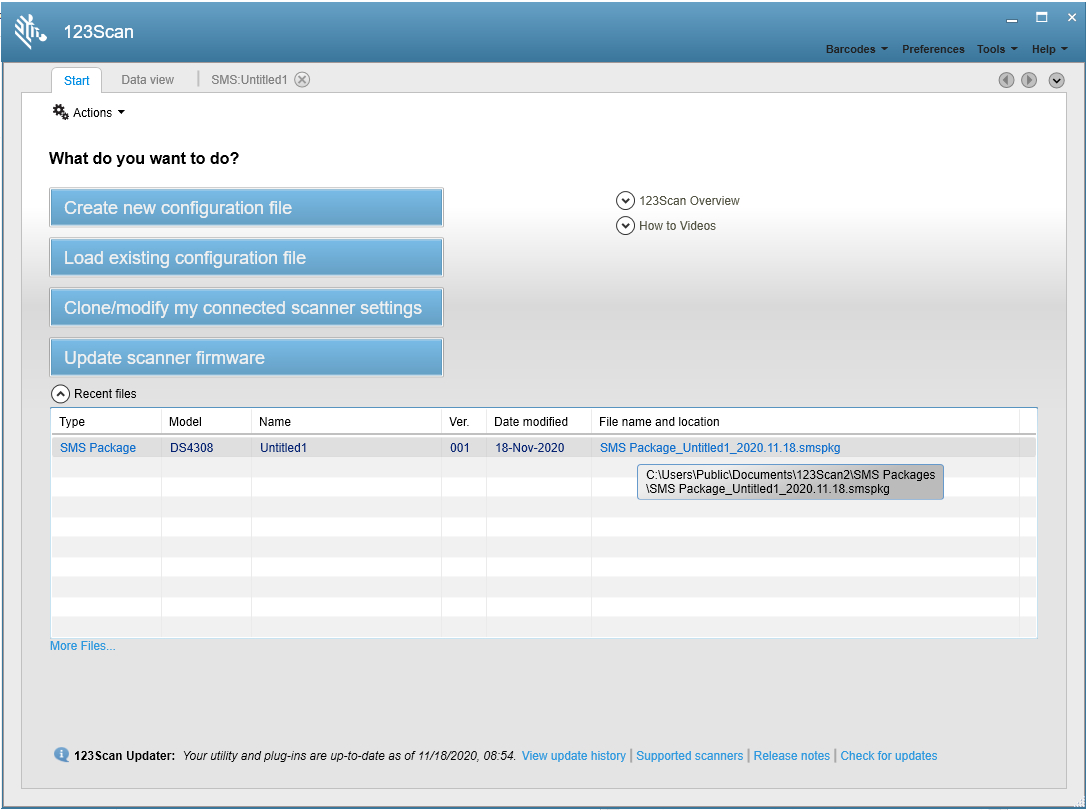 123Scan
Barcodes Preferences Tools Help
Start Data view SMS:Untitled1
Actions
What do you want to do?
Create new configuration file
123Scan Overview
How to Videos
Load existing configuration file
Clone/modify my connected scanner settings
Update scanner firmware
Recent files
Type Model Name Ver. Date modified File name and location
SMS Package DS4308 Untitled1 001 18-Nov-2020 SMS Package_Untitled1_2020.11.18.smspkg
C:\Users\Public\Documents\123Scan2\SMS Packages
\SMS Package_Untitled1_2020.11.18.smspkg
More Files...
123Scan Updater: Your utility and plug-ins are up-to-date as of 11/18/2020, 08:54. View update history | Supported scanners | Release notes | Check for updates